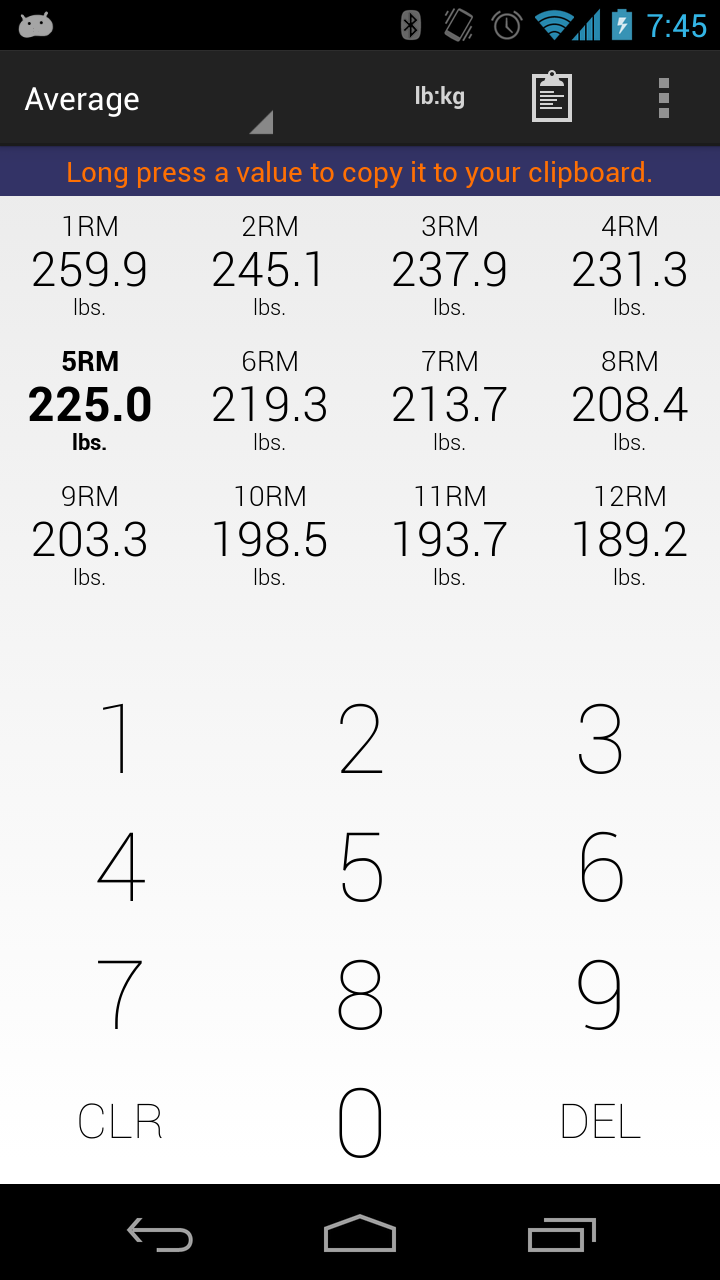 7:45
Average lb:kg
Long press a value to copy it to your clipboard.
1RM 2RM 3RM 4RM
259.9 245.1 237.9 231.3
lbs. lbs. lbs. lbs.
5RM 6RM 7RM 8RM
225.0 219.3 213.7 208.4
lbs. lbs. lbs. lbs.
9RM 10RM 11RM 12RM
203.3 198.5 193.7 189.2
lbs. lbs. lbs. lbs.
1 2 3
4 5 6
7 8 9
CLR 0 DEL